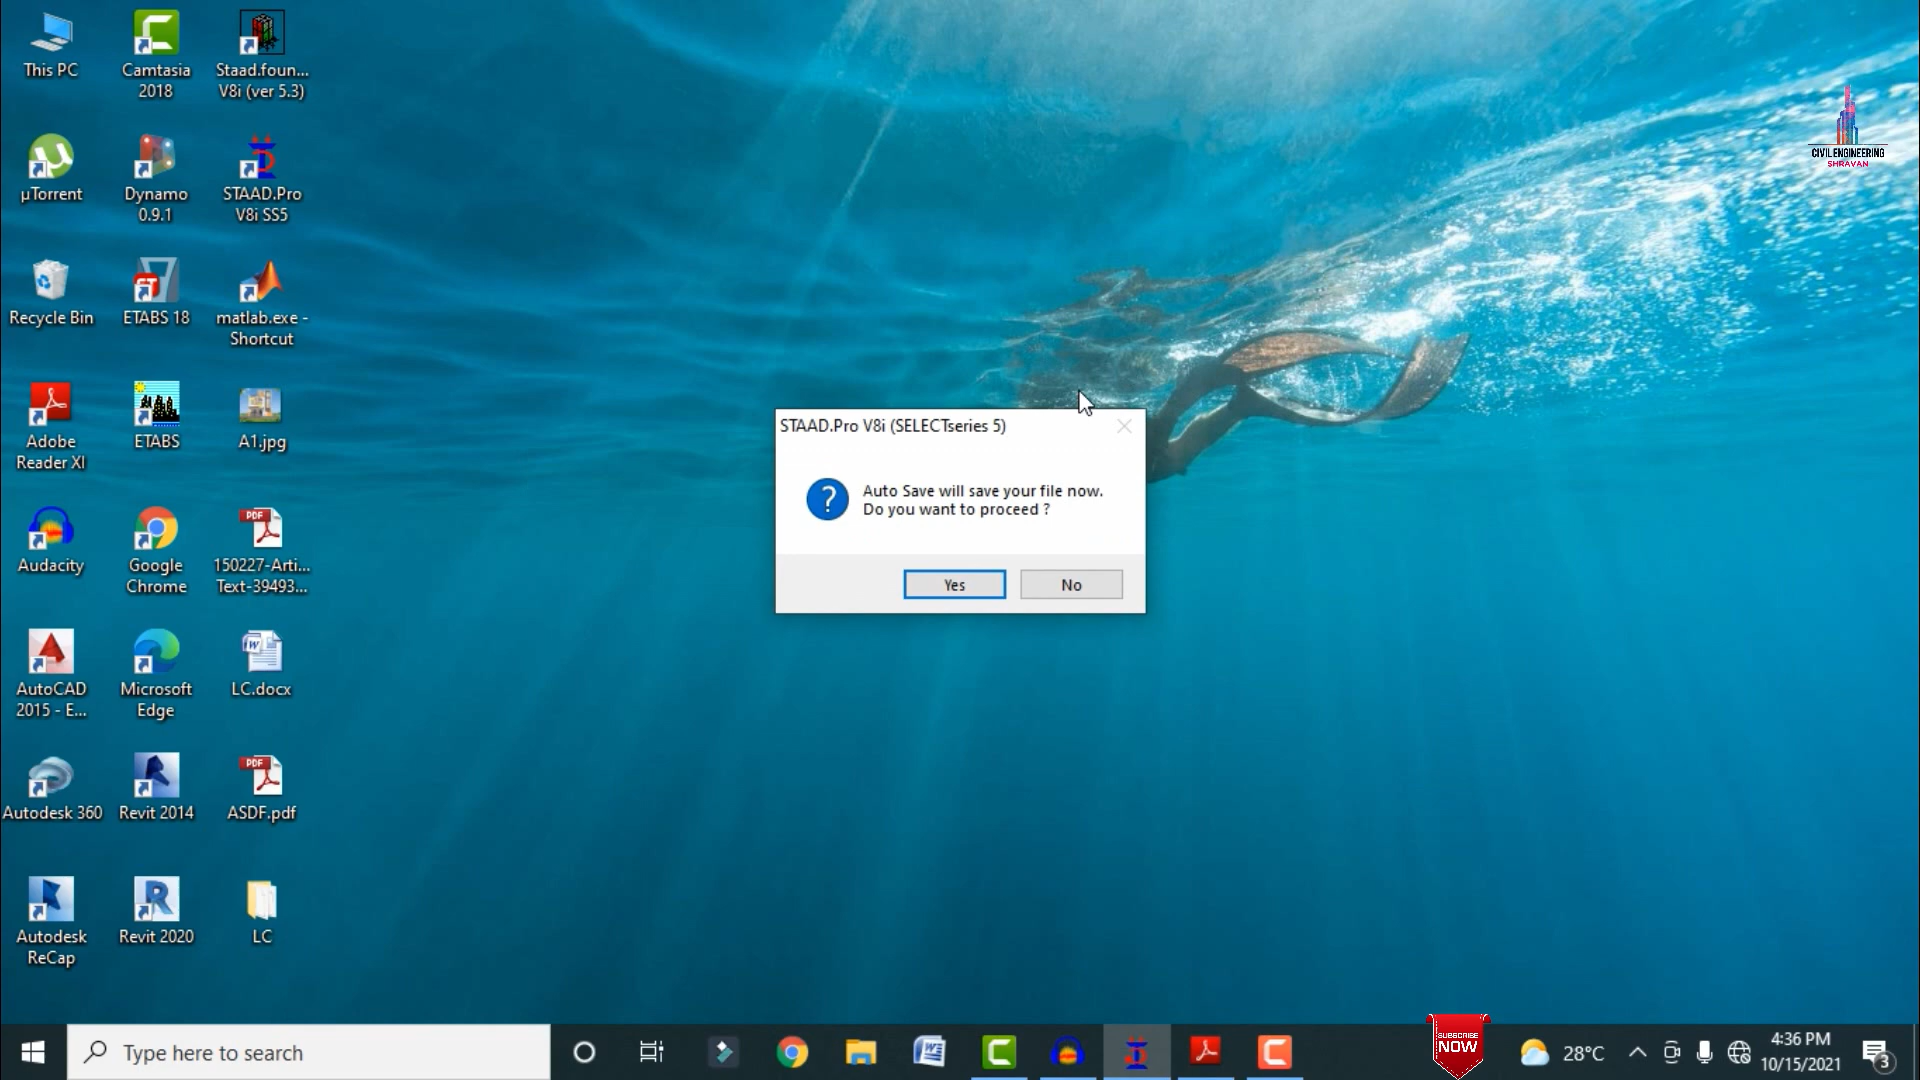 This PC
Camtasia
2018
Staad.foun...
V8i (ver 5.3)
CIVILENGINEERING
SHRAVAN
µTorrent
Dynamo
0.9.1
STAAD.Pro
V8i SS5
Recycle Bin
ETABS 18
matlab.exe -
Shortcut
Adobe
Reader XI
ETABS
A1.jpg
STAAD.Pro V8i (SELECTseries 5)
Auto Save will save your file now.
Do you want to proceed ?
Yes
No
Audacity
Google
Chrome
PDF
150227-Arti...
Text-39493...
AutoCAD
2015 - E...
Microsoft
Edge
LC.docx
Autodesk 360
Revit 2014
PDF
ASDF.pdf
Autodesk
ReCap
Revit 2020
LC
Type here to search
SUBSCRIBE
NOW
28°C
4:36 PM
10/15/2021
3